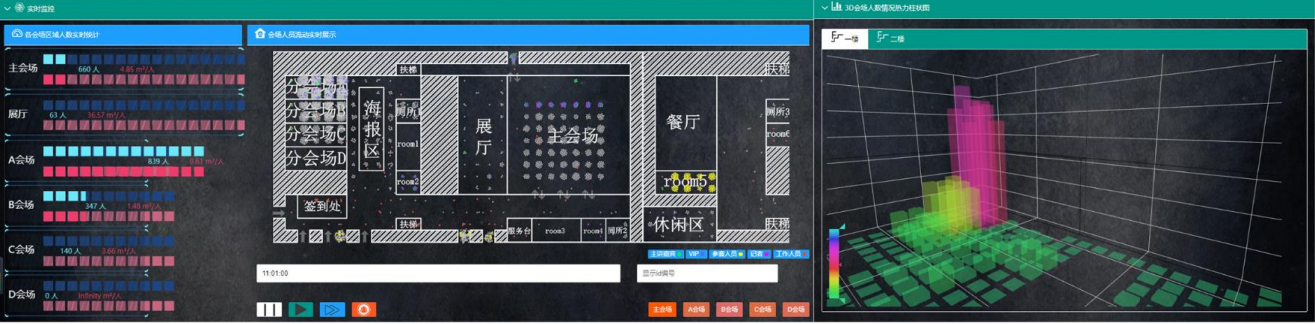 实时监控
各会场区域人数实时统计
主会场
660 人
4.85 m²/人
展厅
63 人
36.57 m²/人
A会场
839 人
0.61 m²/人
B会场
347 人
1.48 m²/人
C会场
140 人
3.66 m²/人
D会场
0 人
Infinity m²/人
会场人员流动实时展示
扶梯
扶梯
分会场A
分会场B
分会场C
分会场D
海报区
厕所1
room1
room2
展厅
主会场
餐厅
厕所3
room6
room5
签到处
扶梯
服务台
room3
room4
厕所2
休闲区
扶梯
主讲嘉宾
VIP
参会人员
记者
工作人员
11:01:00
显示id编号
主会场
A会场
B会场
C会场
D会场
3D会场人数情况热力柱状图
一楼
二楼